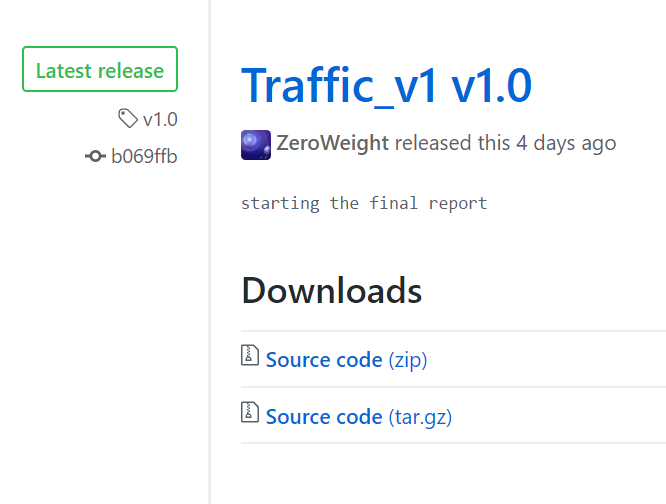 Latest release
v1.0
b069ffb
Traffic_v1 v1.0
ZeroWeight released this 4 days ago
starting the final report
Downloads
Source code (zip)
Source code (tar.gz)